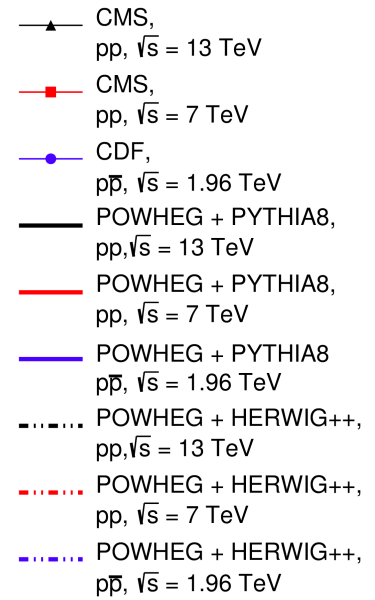 CMS,
pp, √s = 13 TeV
CMS,
pp, √s = 7 TeV
CDF,
pp̅, √s = 1.96 TeV
POWHEG + PYTHIA8,
pp,√s = 13 TeV
POWHEG + PYTHIA8,
pp, √s = 7 TeV
POWHEG + PYTHIA8
pp̅, √s = 1.96 TeV
POWHEG + HERWIG++,
pp,√s = 13 TeV
POWHEG + HERWIG++,
pp, √s = 7 TeV
POWHEG + HERWIG++,
pp̅, √s = 1.96 TeV